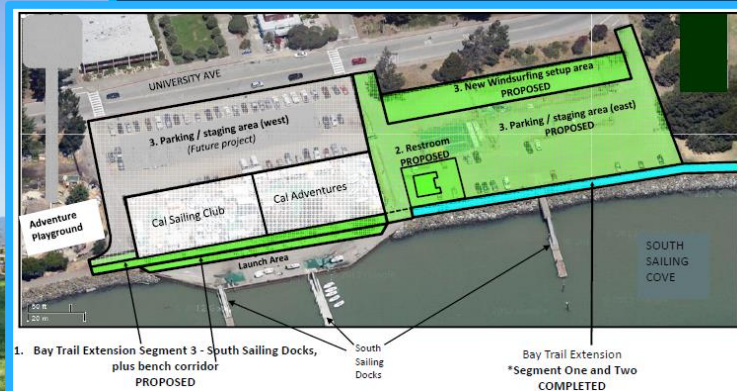 UNIVERSITY AVE
3. New Windsurfing setup area
PROPOSED
3. Parking / staging area (west)
(Future project)
3. Parking / staging area (east)
PROPOSED
2. Restroom
PROPOSED
Cal Sailing Club
Cal Adventures
Adventure
Playground
Launch Area
SOUTH
SAILING
COVE
50 ft
20 m
1. Bay Trail Extension Segment 3 - South Sailing Docks,
plus bench corridor
PROPOSED
South
Sailing
Docks
Bay Trail Extension
*Segment One and Two
COMPLETED